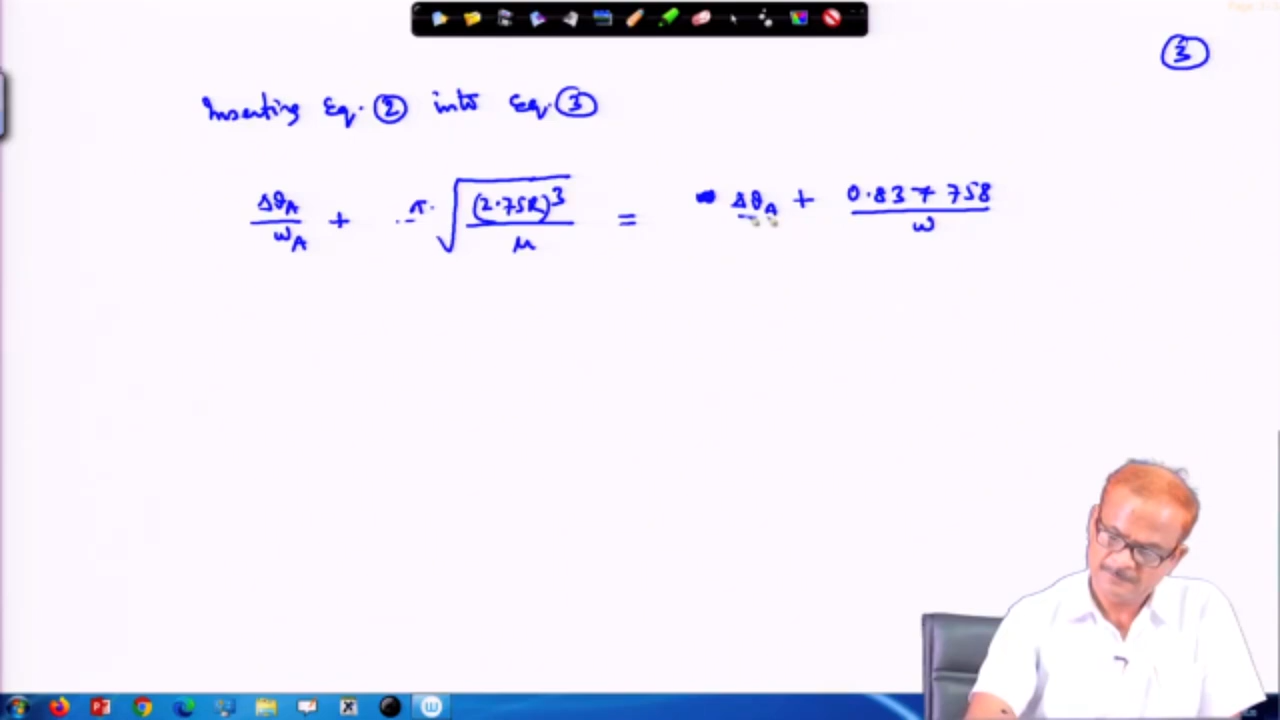 ③
Inserting Eq. ② into Eq. ③
Δθ_A / ω_A + π √((2.75R)³ / μ) = Δθ_A + 0.837758 / ω